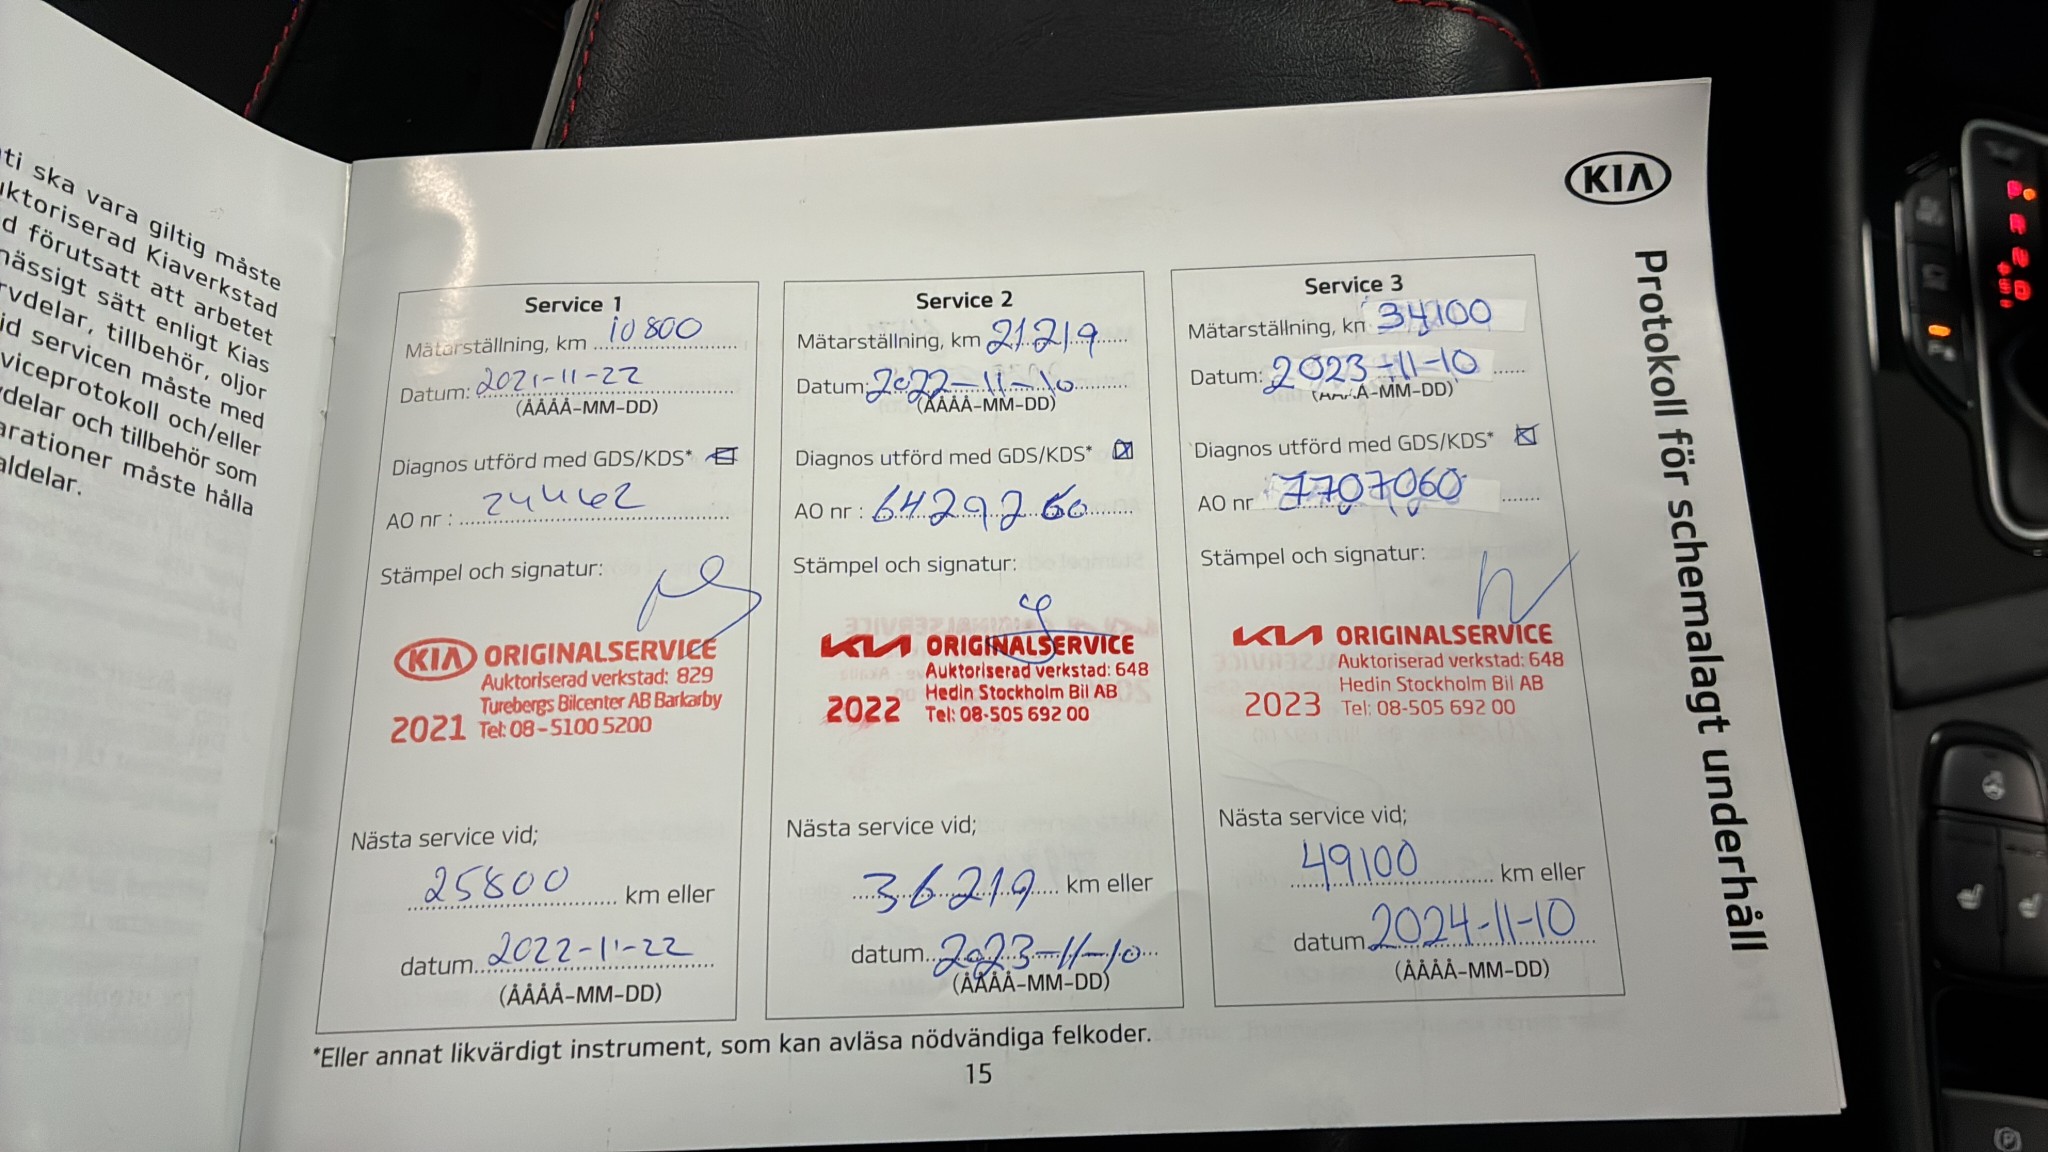 ti ska vara giltig måste
uktoriserad Kiaverkstad
d förutsatt att arbetet
nässigt sätt enligt Kias
rvdelar, tillbehör, oljor
id servicen måste med
viceprotokoll och/eller
delar och tillbehör som
arationer måste hålla
aldelar.
KIA
Protokoll för schemalagt underhåll
Service 1
Mätarställning, km 10800
Datum: 2021-11-22
(ÅÅÅÅ-MM-DD)
Diagnos utförd med GDS/KDS*
AO nr : 24462
Stämpel och signatur:
KIA ORIGINALSERVICE
Auktoriserad verkstad: 829
Turebergs Bilcenter AB Barkarby
2021 Tel: 08-5100 5200
Nästa service vid;
25800 km eller
datum 2022-11-22
(ÅÅÅÅ-MM-DD)
Service 2
Mätarställning, km 21219
Datum: 2022-11-10
(ÅÅÅÅ-MM-DD)
Diagnos utförd med GDS/KDS*
AO nr : 6429260
Stämpel och signatur:
KIA ORIGINALSERVICE
Auktoriserad verkstad: 648
Hedin Stockholm Bil AB
2022 Tel: 08-505 692 00
Nästa service vid;
36219 km eller
datum 2023-11-10
(ÅÅÅÅ-MM-DD)
Service 3
Mätarställning, km 34100
Datum: 2023-11-10
A-MM-DD)
Diagnos utförd med GDS/KDS*
AO nr 7707060
Stämpel och signatur:
KIA ORIGINALSERVICE
Auktoriserad verkstad: 648
Hedin Stockholm Bil AB
2023 Tel: 08-505 692 00
Nästa service vid;
49100 km eller
datum 2024-11-10
(ÅÅÅÅ-MM-DD)
*Eller annat likvärdigt instrument, som kan avläsa nödvändiga felkoder.
15